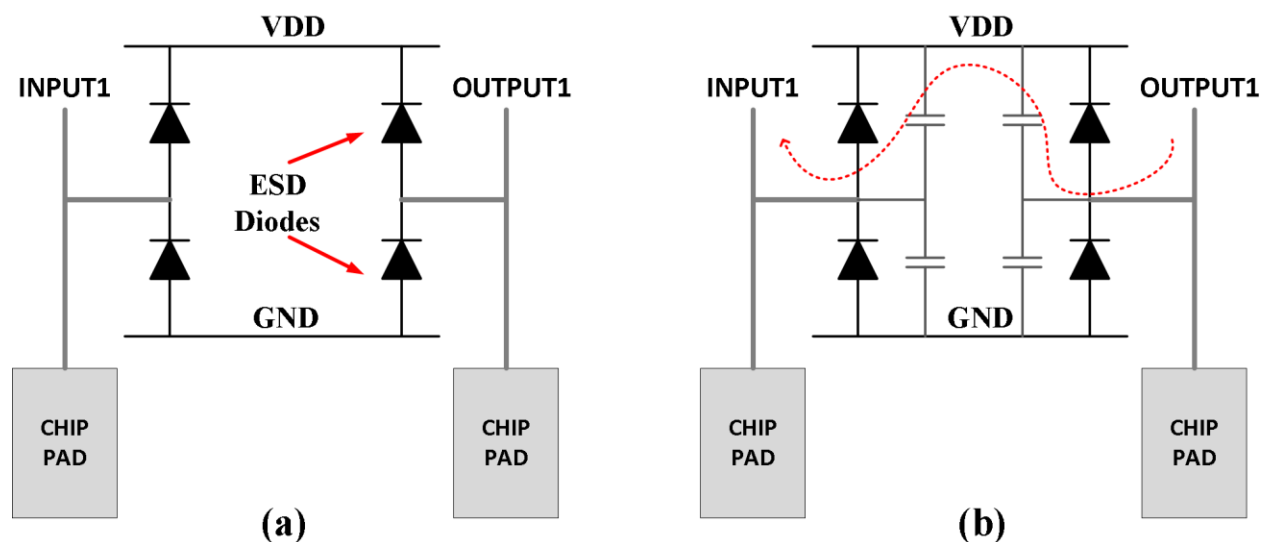 VDD
INPUT1
OUTPUT1
ESD
Diodes
GND
CHIP
PAD
CHIP
PAD
(a)
VDD
INPUT1
OUTPUT1
GND
CHIP
PAD
CHIP
PAD
(b)